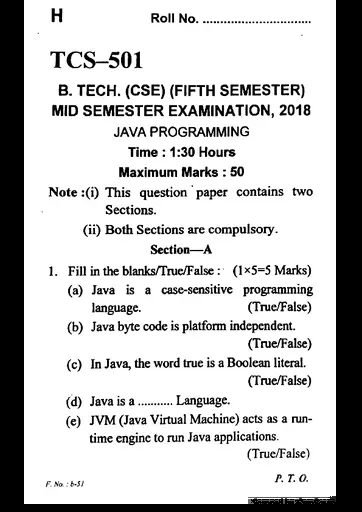 H
Roll No. ................................
TCS–501
B. TECH. (CSE) (FIFTH SEMESTER)
MID SEMESTER EXAMINATION, 2018
JAVA PROGRAMMING
Time : 1:30 Hours
Maximum Marks : 50
Note :(i) This question paper contains two
Sections.
(ii) Both Sections are compulsory.
Section—A
1. Fill in the blanks/True/False : (1×5=5 Marks)
(a) Java is a case-sensitive programming
language. (True/False)
(b) Java byte code is platform independent.
(True/False)
(c) In Java, the word true is a Boolean literal.
(True/False)
(d) Java is a ........... Language.
(e) JVM (Java Virtual Machine) acts as a run-
time engine to run Java applications.
(True/False)
F. No. : b-51
P. T. O.